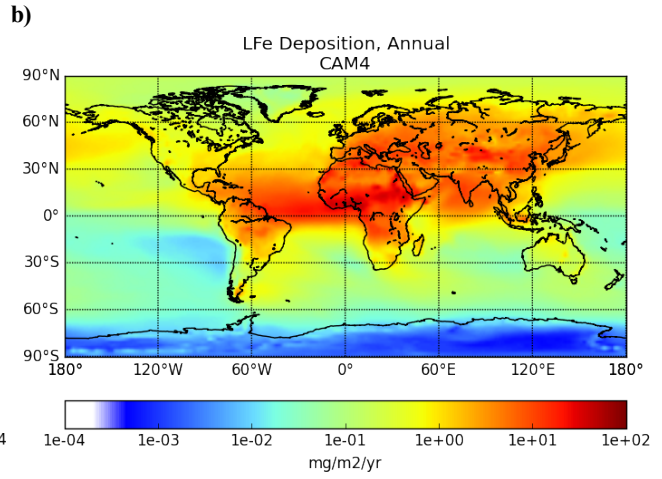 b)
LFe Deposition, Annual
CAM4
90°N
60°N
30°N
0°
30°S
60°S
90°S
180° 120°W 60°W 0° 60°E 120°E 180°
4 1e-04 1e-03 1e-02 1e-01 1e+00 1e+01 1e+02
mg/m2/yr